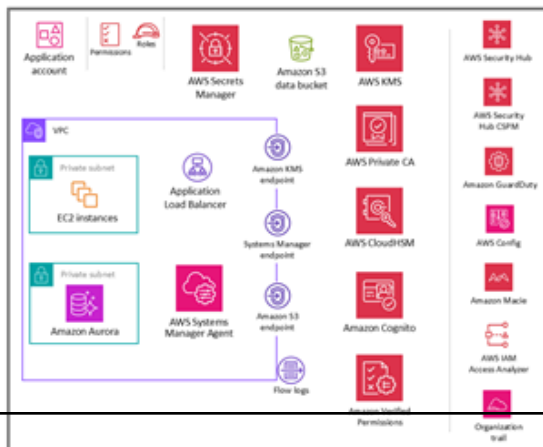 Application
account
Permissions
Roles
AWS Secrets
Manager
Amazon S3
data bucket
AWS KMS
AWS Security Hub
VPC
Private subnet
EC2 instances
Application
Load Balancer
Amazon KMS
endpoint
AWS Private CA
AWS Security
Hub CSPM
Systems Manager
endpoint
AWS CloudHSM
Amazon GuardDuty
AWS Config
Private subnet
Amazon Aurora
AWS Systems
Manager Agent
Amazon S3
endpoint
Amazon Cognito
Amazon Macie
Flow logs
Amazon Verified
Permissions
AWS IAM
Access Analyzer
Organization
trail